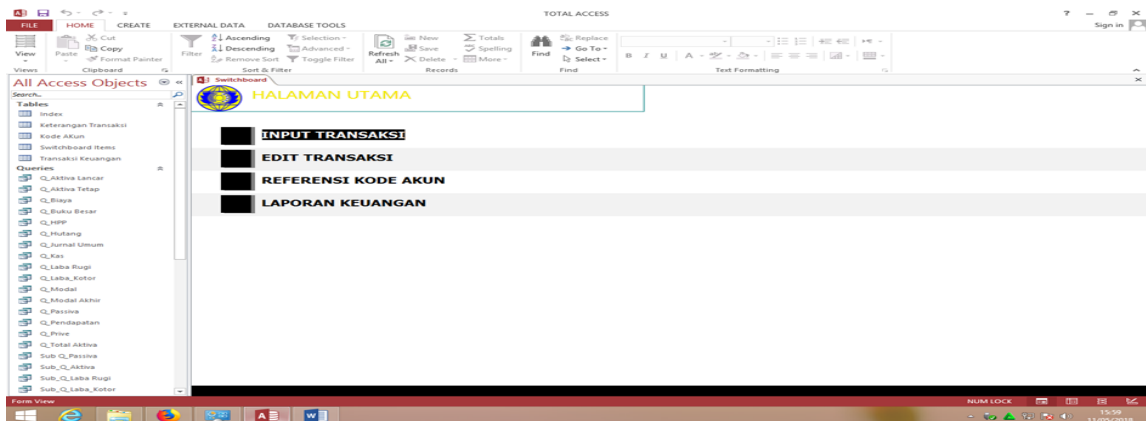 TOTAL ACCESS
Sign in
FILE HOME CREATE EXTERNAL DATA DATABASE TOOLS
View
Views
Paste
Cut
Copy
Format Painter
Clipboard
Filter
Ascending
Descending
Remove Sort
Selection
Advanced
Toggle Filter
Sort & Filter
Refresh All
New
Save
Delete
Totals
Spelling
More
Records
Find
Replace
Go To
Select
Find
B I U A
Text Formatting
All Access Objects
Search...
Tables
Index
Keterangan Transaksi
Kode AKun
Switchboard Items
Transaksi Keuangan
Queries
Q_Aktiva Lancar
Q_Aktiva Tetap
Q_Biaya
Q_Buku Besar
Q_HPP
Q_Hutang
Q_Jurnal Umum
Q_Kas
Q_Laba Rugi
Q_Laba_Kotor
Q_Modal
Q_Modal Akhir
Q_Passiva
Q_Pendapatan
Q_Prive
Q_Total Aktiva
Sub Q_Passiva
Sub_Q_Aktiva
Sub_Q_Laba Rugi
Sub_Q_Laba_Kotor
Switchboard
HALAMAN UTAMA
INPUT TRANSAKSI
EDIT TRANSAKSI
REFERENSI KODE AKUN
LAPORAN KEUANGAN
Form View
NUM LOCK
15:59
11/05/2018